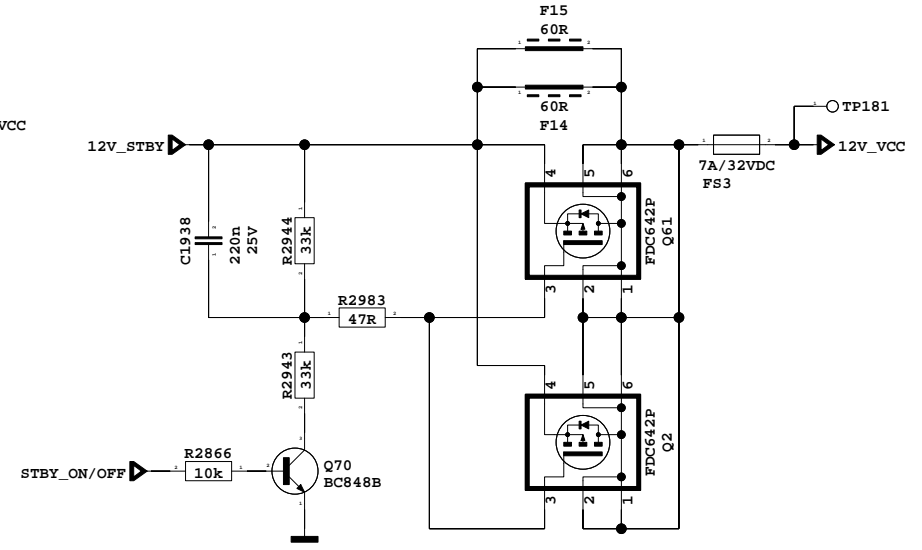 F15
60R
60R
F14
VCC
12V_STBY
TP181
12V_VCC
7A/32VDC
FS3
4
5
6
FDC642P
Q61
3
2
1
C1938
220n
25V
R2944
33k
R2983
47R
R2943
33k
4
5
6
FDC642P
Q2
3
2
1
R2866
10k
STBY_ON/OFF
Q70
BC848B